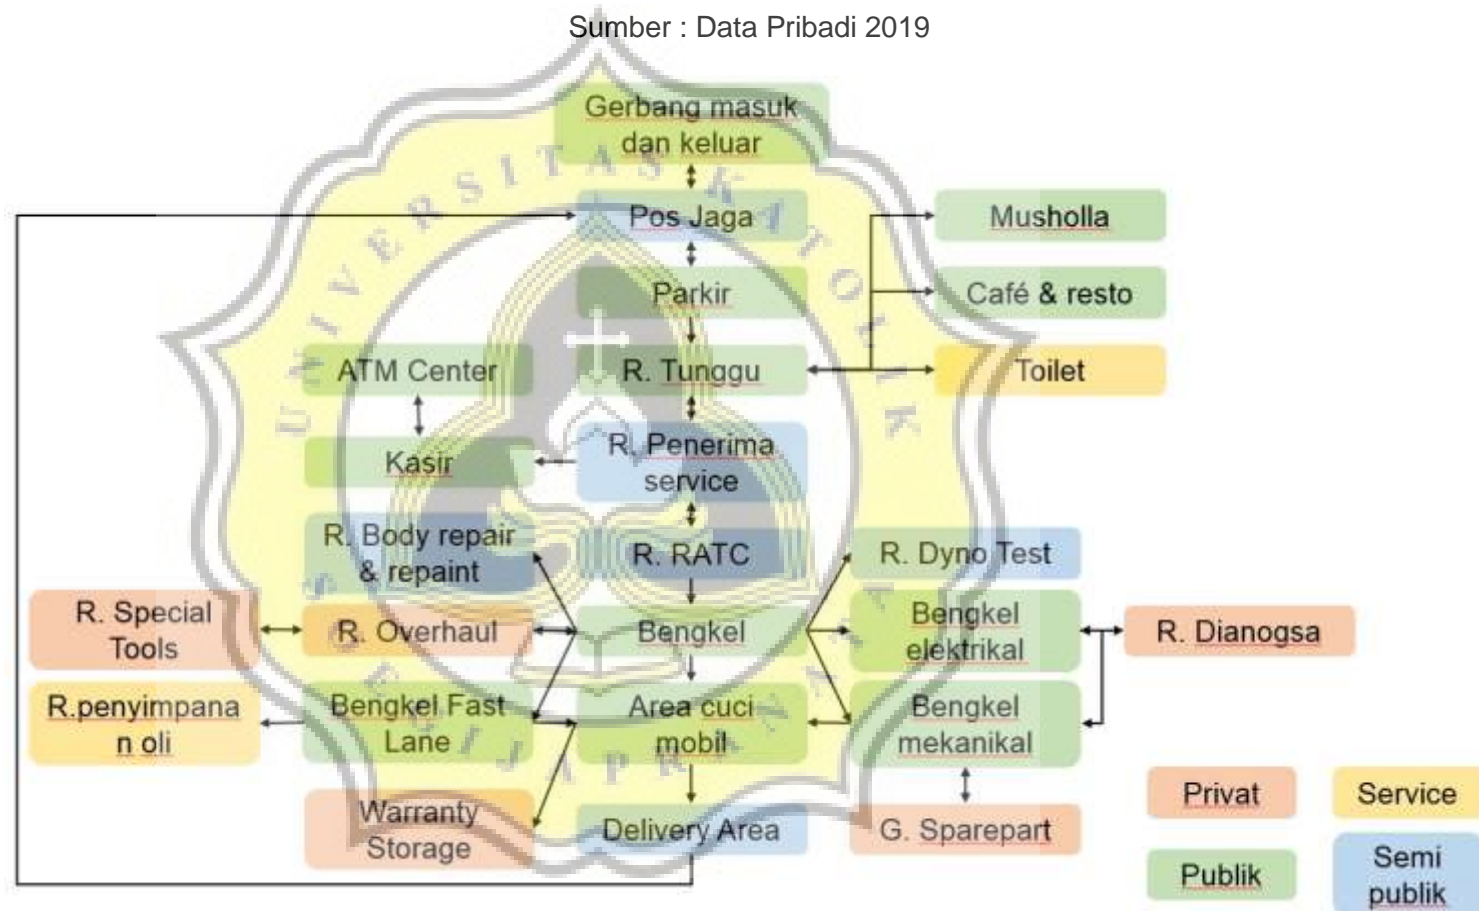 Sumber : Data Pribadi 2019
Gerbang masuk
dan keluar
UNIVERSITAS KATOLIK
Pos Jaga
Musholla
Parkir
Café & resto
ATM Center
R. Tunggu
Toilet
Kasir
R. Penerima
service
R. Body repair
& repaint
R. RATC
R. Dyno Test
R. Special
Tools
R. Overhaul
Bengkel
Bengkel
elektrikal
R. Dianogsa
R.penyimpana
n oli
Bengkel Fast
Lane
Area cuci
mobil
Bengkel
mekanikal
Warranty
Storage
Delivery Area
G. Sparepart
Privat
Service
Publik
Semi
publik